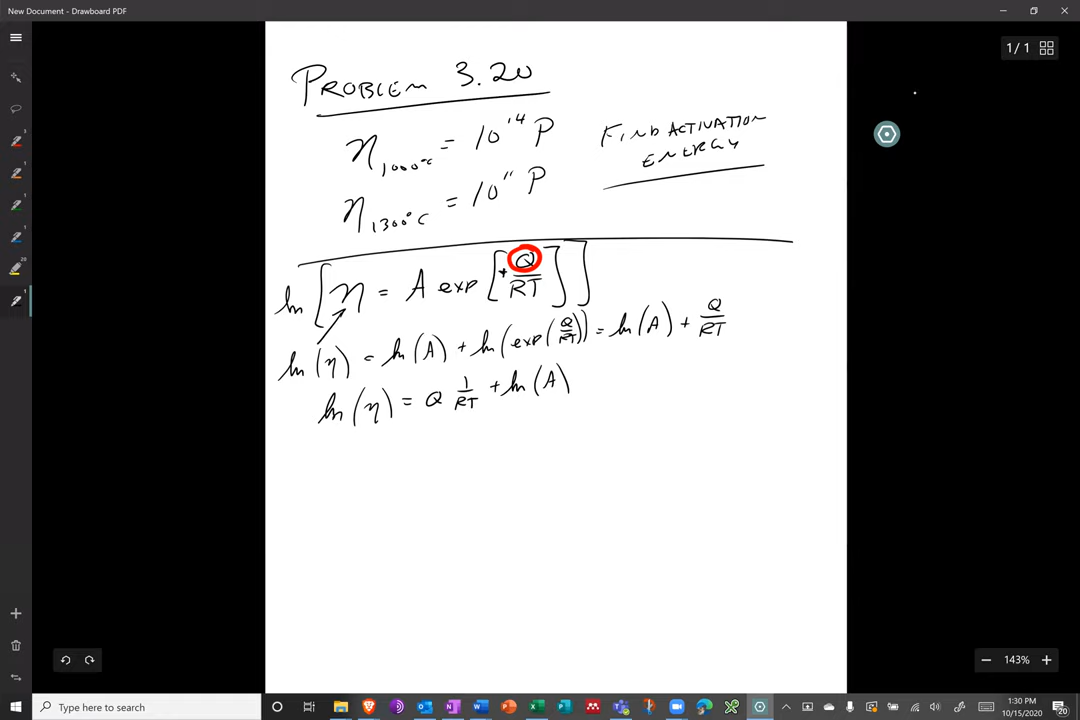 New Document - Drawboard PDF
1 / 1
PROBLEM 3.20
η1000°C = 10^14 P
FIND ACTIVATION
ENERGY
η1300°C = 10^11 P
ln [ η = A exp [ + Q/RT ] ]
ln(η) = ln(A) + ln(exp(Q/RT)) = ln(A) + Q/RT
ln(η) = Q 1/RT + ln(A)
143%
Type here to search
1:30 PM
10/15/2020
20